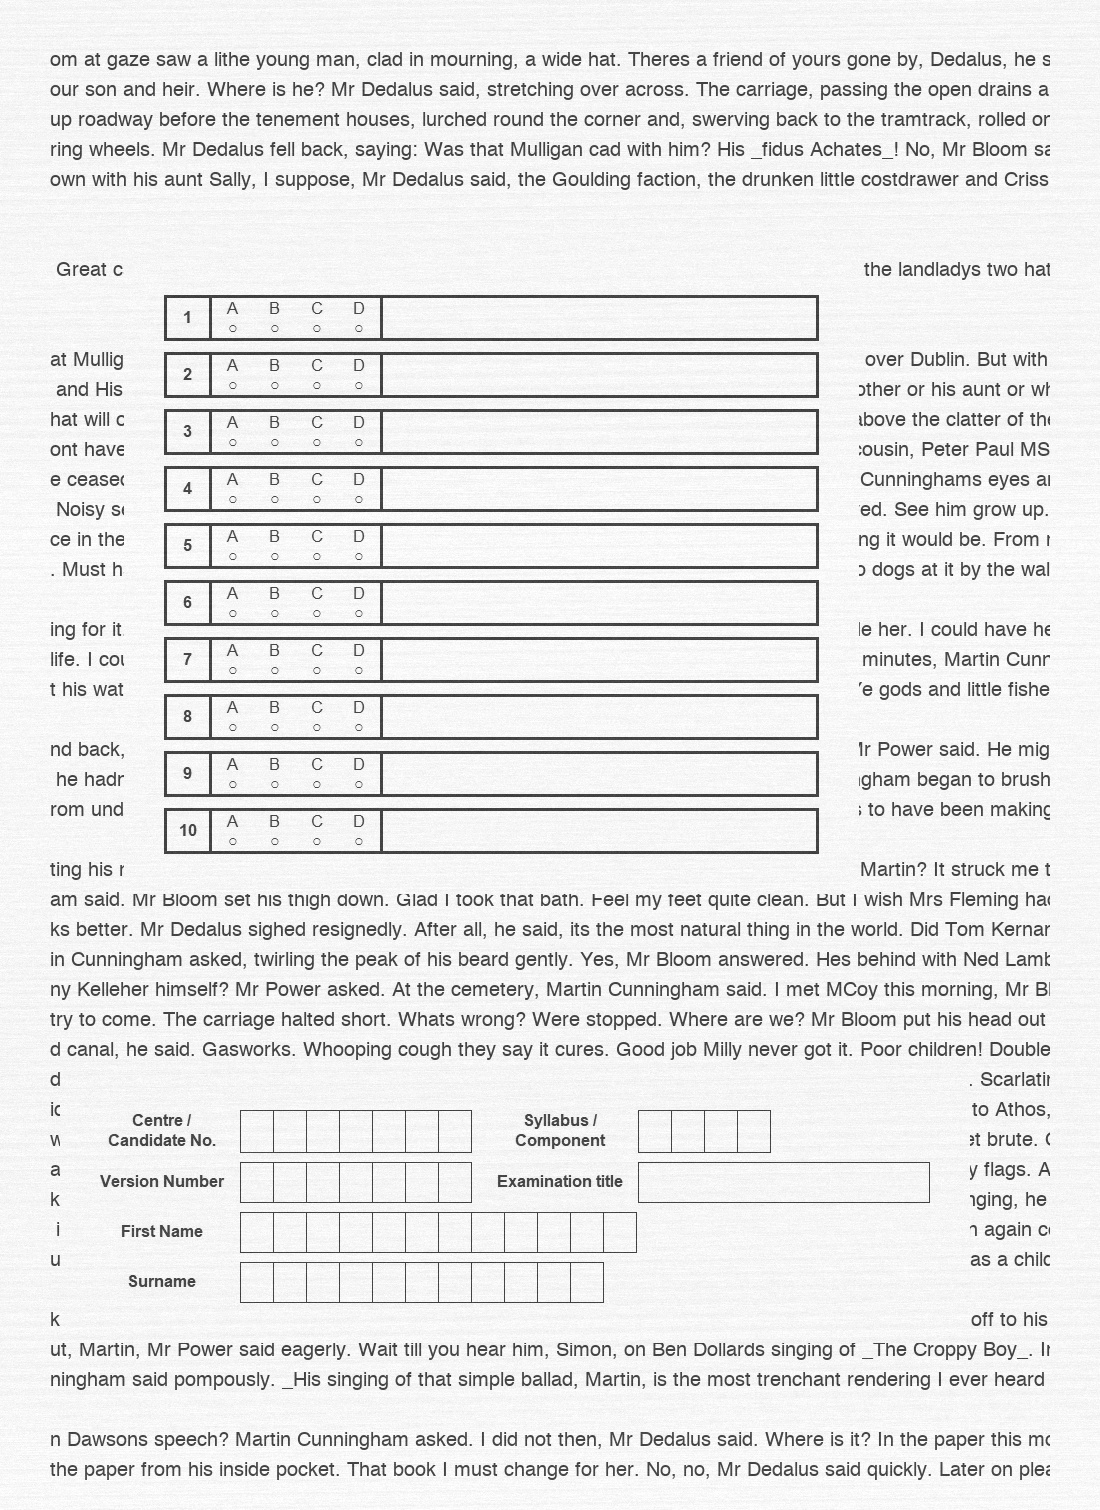 om at gaze saw a lithe young man, clad in mourning, a wide hat. Theres a friend of yours gone by, Dedalus, he s
our son and heir. Where is he? Mr Dedalus said, stretching over across. The carriage, passing the open drains a
up roadway before the tenement houses, lurched round the corner and, swerving back to the tramtrack, rolled or
ring wheels. Mr Dedalus fell back, saying: Was that Mulligan cad with him? His _fidus Achates_! No, Mr Bloom sa
own with his aunt Sally, I suppose, Mr Dedalus said, the Goulding faction, the drunken little costdrawer and Criss
Great c the landladys two hat
1 A B C D
at Mullig over Dublin. But with
2 A B C D
and His other or his aunt or wh
hat will c above the clatter of the
3 A B C D
ont have cousin, Peter Paul MS
e ceased Cunninghams eyes ar
4 A B C D
Noisy se ed. See him grow up.
ce in the ng it would be. From r
5 A B C D
. Must h dogs at it by the wal
6 A B C D
ing for it le her. I could have he
life. I cou minutes, Martin Cunn
7 A B C D
t his wat Ye gods and little fishe
8 A B C D
nd back, Mr Power said. He mig
he hadn gham began to brush
9 A B C D
rom und s to have been making
10 A B C D
ting his r Martin? It struck me t
am said. Mr Bloom set his thigh down. Glad I took that bath. Feel my feet quite clean. But I wish Mrs Fleming had
ks better. Mr Dedalus sighed resignedly. After all, he said, its the most natural thing in the world. Did Tom Kernan
in Cunningham asked, twirling the peak of his beard gently. Yes, Mr Bloom answered. Hes behind with Ned Lamb
ny Kelleher himself? Mr Power asked. At the cemetery, Martin Cunningham said. I met MCoy this morning, Mr Bl
try to come. The carriage halted short. Whats wrong? Were stopped. Where are we? Mr Bloom put his head out
d canal, he said. Gasworks. Whooping cough they say it cures. Good job Milly never got it. Poor children! Double
d . Scarlatin
ic to Athos,
Centre / Candidate No. Syllabus / Component
w et brute. O
a y flags. A
Version Number Examination title
k nging, he
First Name
i n again co
u as a child
Surname
k off to his
ut, Martin, Mr Power said eagerly. Wait till you hear him, Simon, on Ben Dollards singing of _The Croppy Boy_. In
ningham said pompously. _His singing of that simple ballad, Martin, is the most trenchant rendering I ever heard
n Dawsons speech? Martin Cunningham asked. I did not then, Mr Dedalus said. Where is it? In the paper this mo
the paper from his inside pocket. That book I must change for her. No, no, Mr Dedalus said quickly. Later on plea